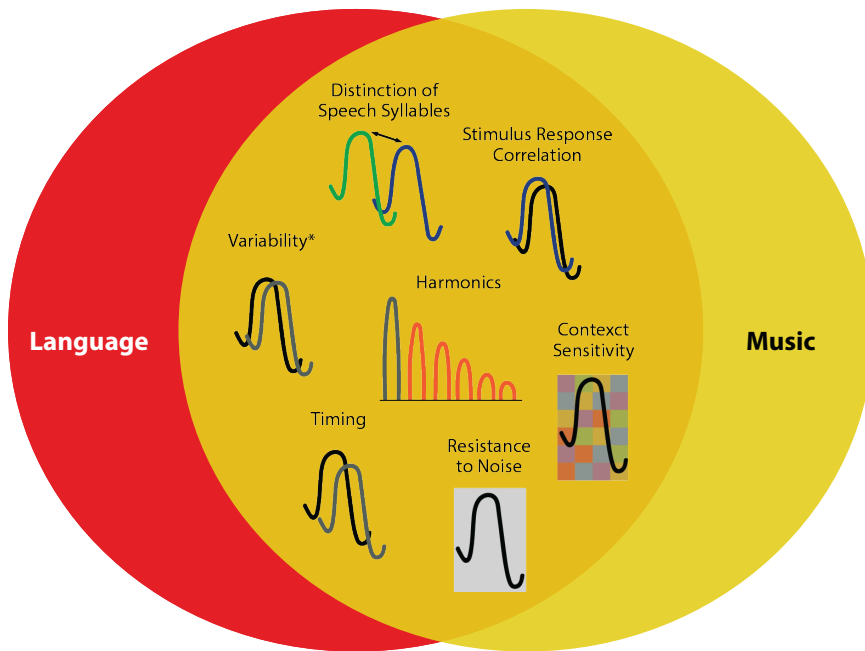 Distinction of
Speech Syllables
Stimulus Response
Correlation
Variability*
Harmonics
Language
Contexct
Sensitivity
Music
Timing
Resistance
to Noise